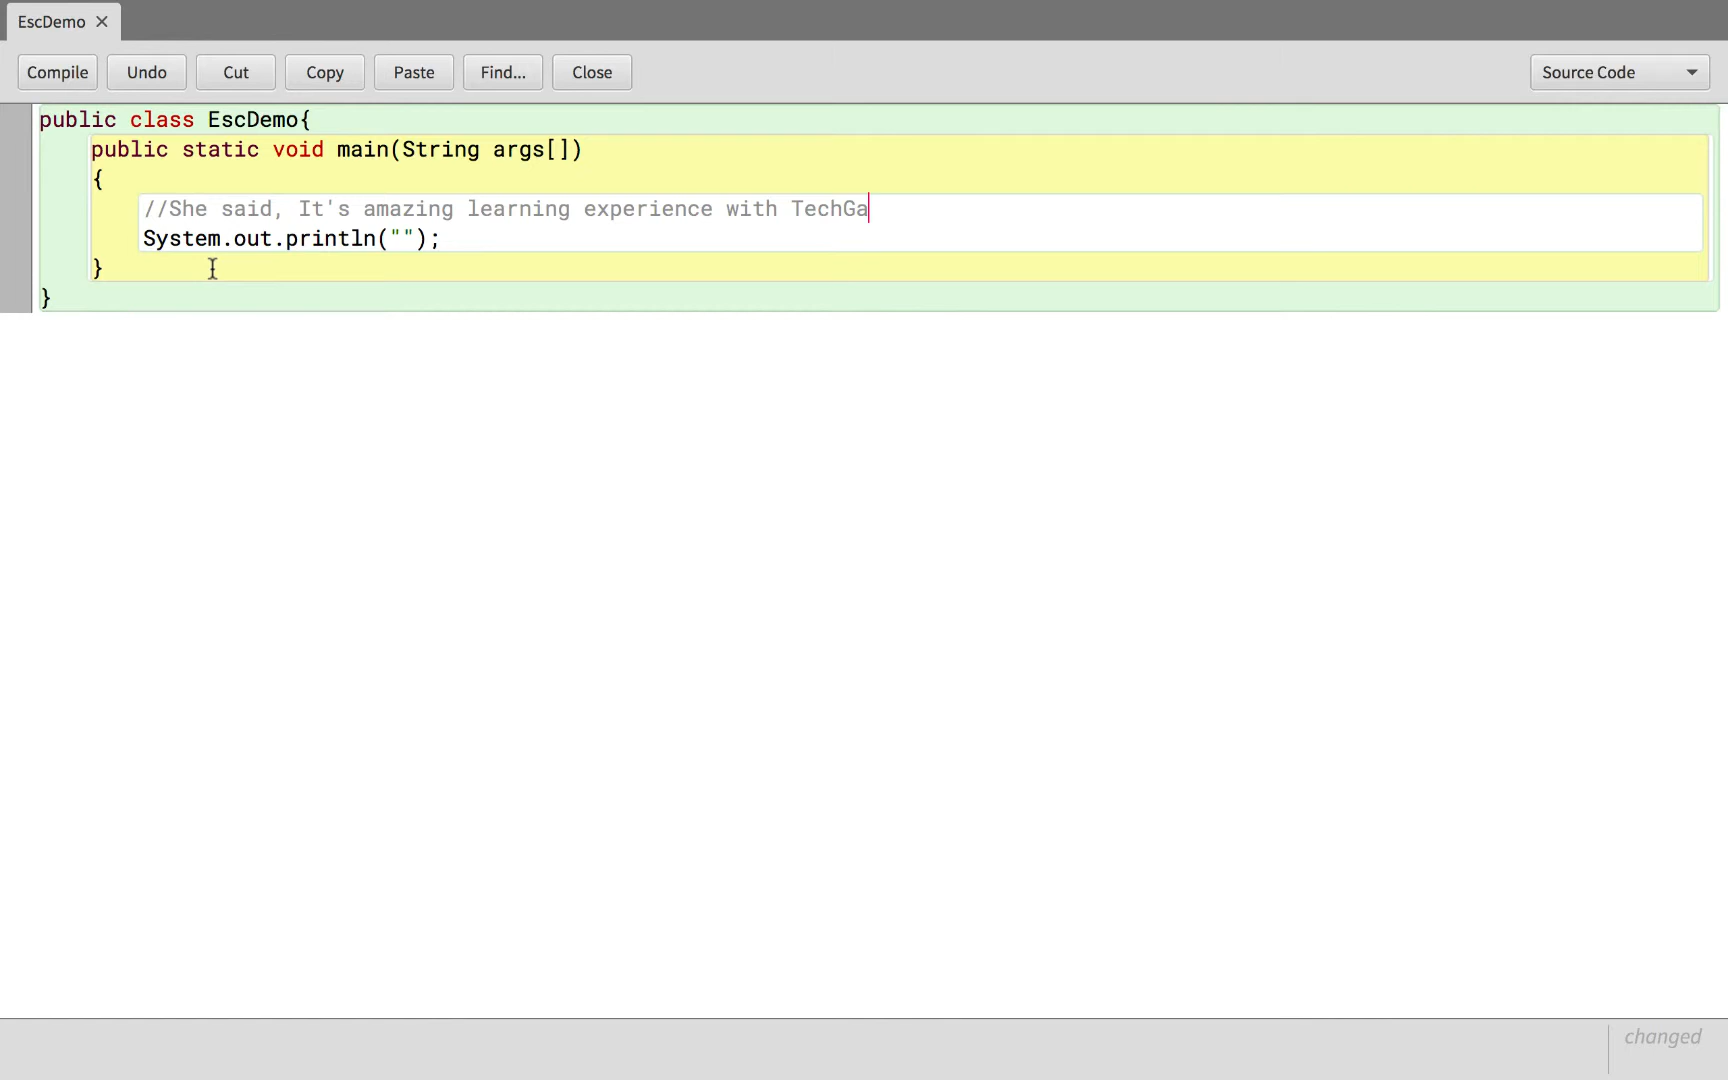 EscDemo
Compile Undo Cut Copy Paste Find... Close Source Code
public class EscDemo{
public static void main(String args[])
{
//She said, It's amazing learning experience with TechGa
System.out.println("");
}
}
changed